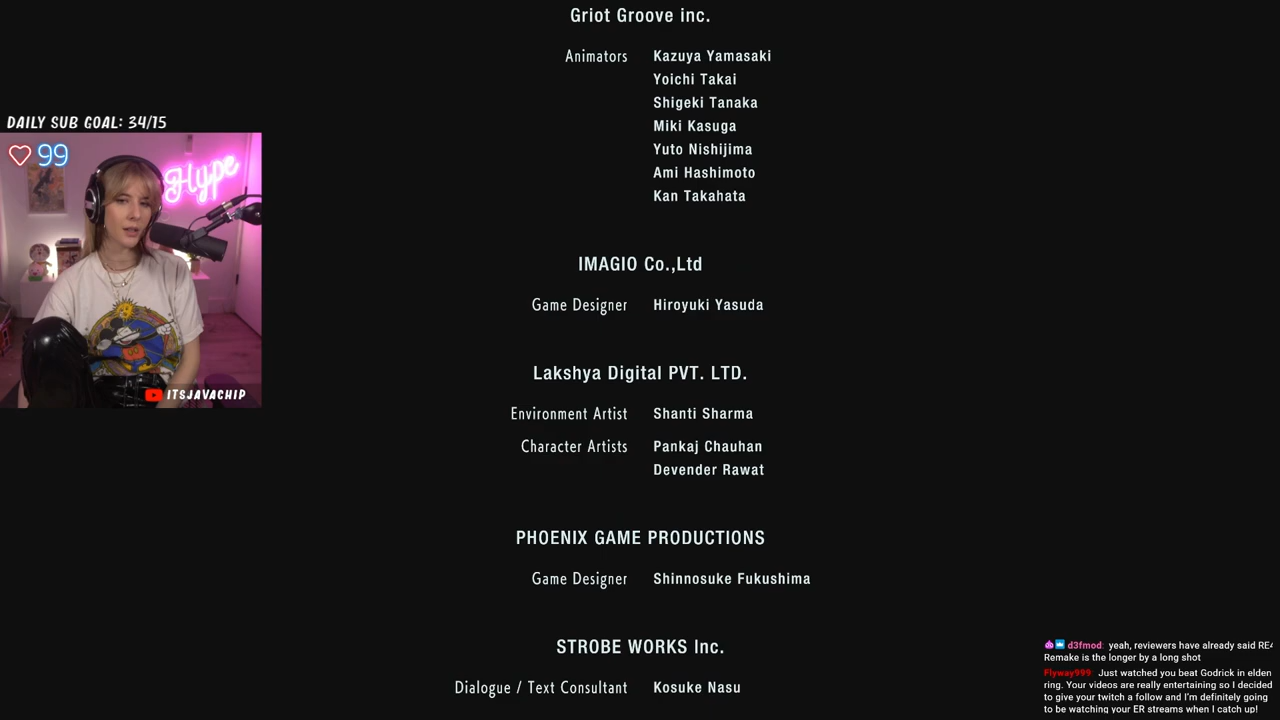 Griot Groove inc.
Animators Kazuya Yamasaki
Yoichi Takai
Shigeki Tanaka
Miki Kasuga
Yuto Nishijima
Ami Hashimoto
Kan Takahata
DAILY SUB GOAL: 34/15
99
Hype
ITSJAVACHIP
IMAGIO Co.,Ltd
Game Designer Hiroyuki Yasuda
Lakshya Digital PVT. LTD.
Environment Artist Shanti Sharma
Character Artists Pankaj Chauhan
Devender Rawat
PHOENIX GAME PRODUCTIONS
Game Designer Shinnosuke Fukushima
STROBE WORKS Inc.
Dialogue / Text Consultant Kosuke Nasu
d3fmod: yeah, reviewers have already said RE4
Remake is the longer by a long shot
Flyway999: Just watched you beat Godrick in elden
ring. Your videos are really entertaining so I decided
to give your twitch a follow and I'm definitely going
to be watching your ER streams when I catch up!